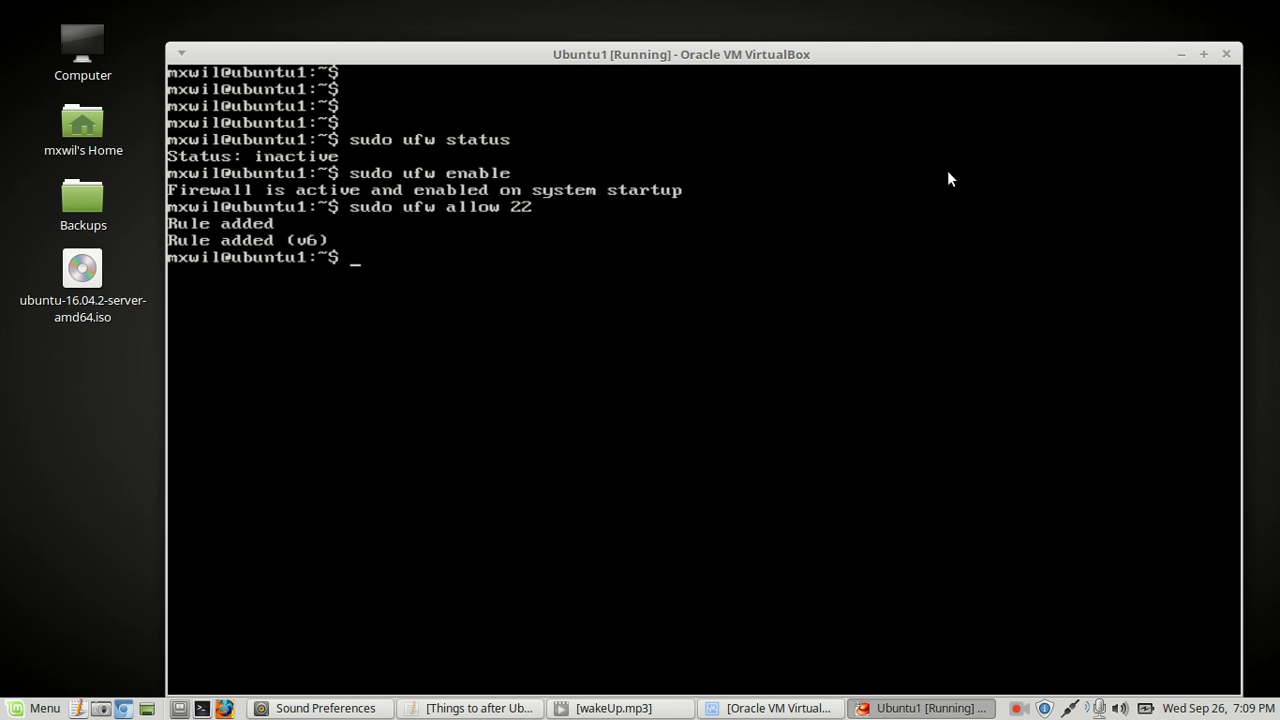 Computer
mxwil's Home
Backups
ubuntu-16.04.2-server-
amd64.iso
Ubuntu1 [Running] - Oracle VM VirtualBox
mxwil@ubuntu1:~$
mxwil@ubuntu1:~$
mxwil@ubuntu1:~$
mxwil@ubuntu1:~$
mxwil@ubuntu1:~$ sudo ufw status
Status: inactive
mxwil@ubuntu1:~$ sudo ufw enable
Firewall is active and enabled on system startup
mxwil@ubuntu1:~$ sudo ufw allow 22
Rule added
Rule added (v6)
mxwil@ubuntu1:~$ _
Menu Sound Preferences [Things to after Ub... [wakeUp.mp3] [Oracle VM Virtual... Ubuntu1 [Running] ... Wed Sep 26, 7:09 PM